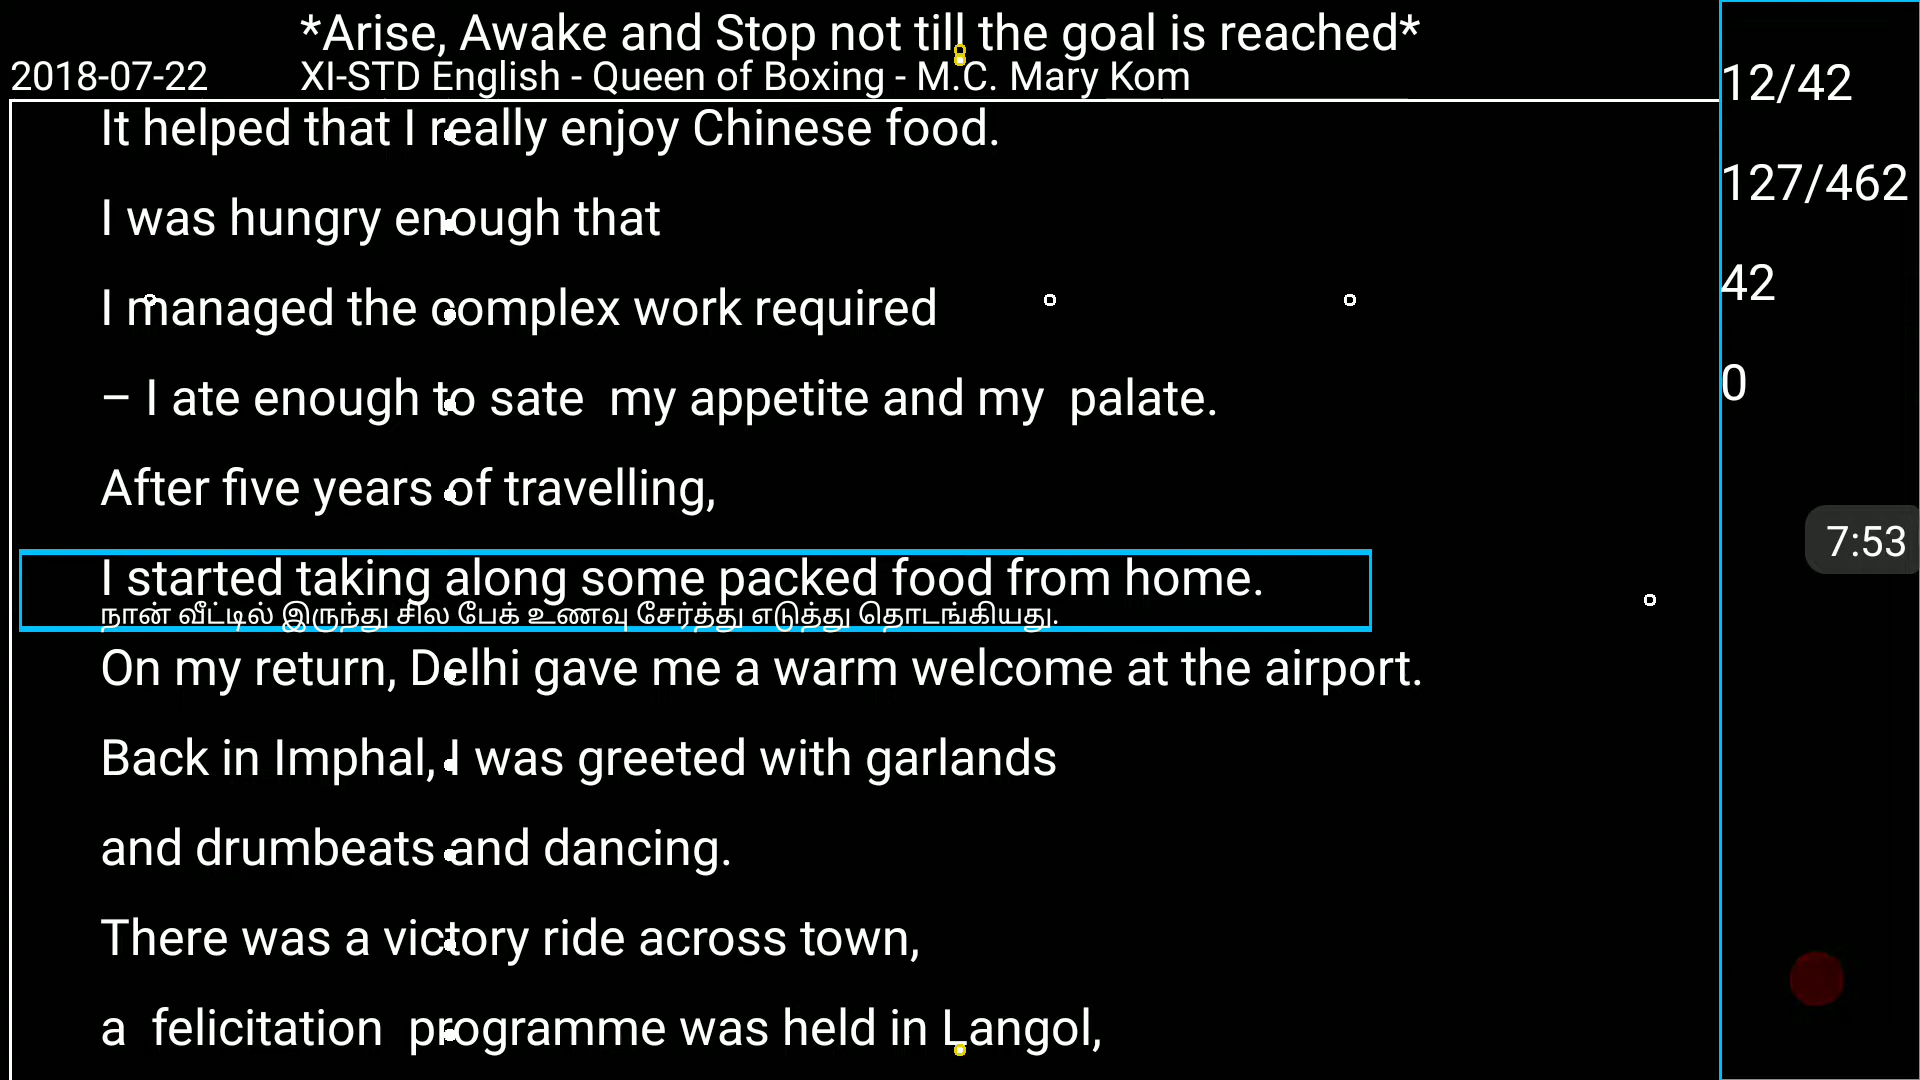 *Arise, Awake and Stop not till the goal is reached*
2018-07-22 XI-STD English - Queen of Boxing - M.C. Mary Kom
12/42
It helped that I really enjoy Chinese food.
127/462
I was hungry enough that
42
I managed the complex work required
0
– I ate enough to sate my appetite and my palate.
After five years of travelling,
7:53
I started taking along some packed food from home.
நான் வீட்டில் இருந்து சில பேக் உணவு சேர்த்து எடுத்து தொடங்கியது.
On my return, Delhi gave me a warm welcome at the airport.
Back in Imphal, I was greeted with garlands
and drumbeats and dancing.
There was a victory ride across town,
a felicitation programme was held in Langol,